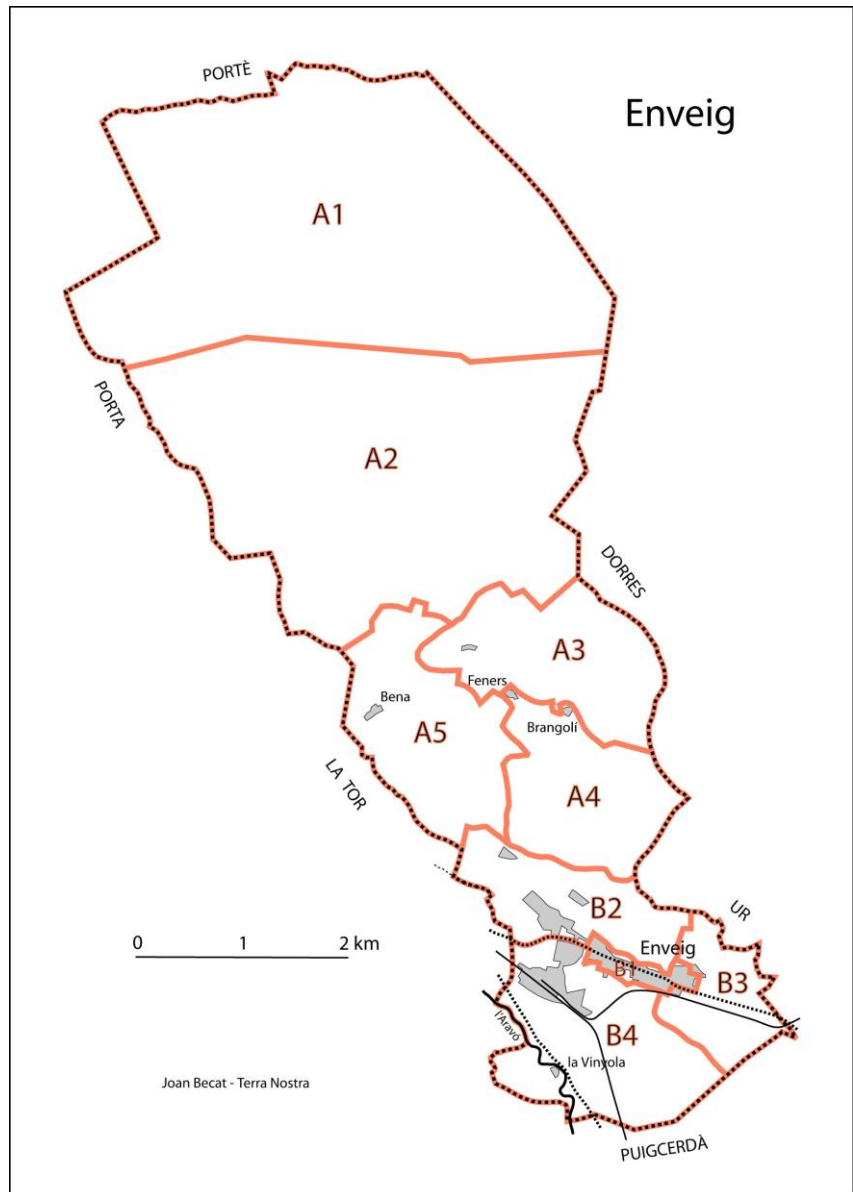 PORTÈ
Enveig
A1
PORTA
A2
DORRES
A3
Feners
Bena
Brangolí
A5
LA TOR
A4
B2
UR
0 1 2 km
Enveig
B1
B3
l'Aravó
B4
la Vinyola
Joan Becat - Terra Nostra
PUIGCERDÀ